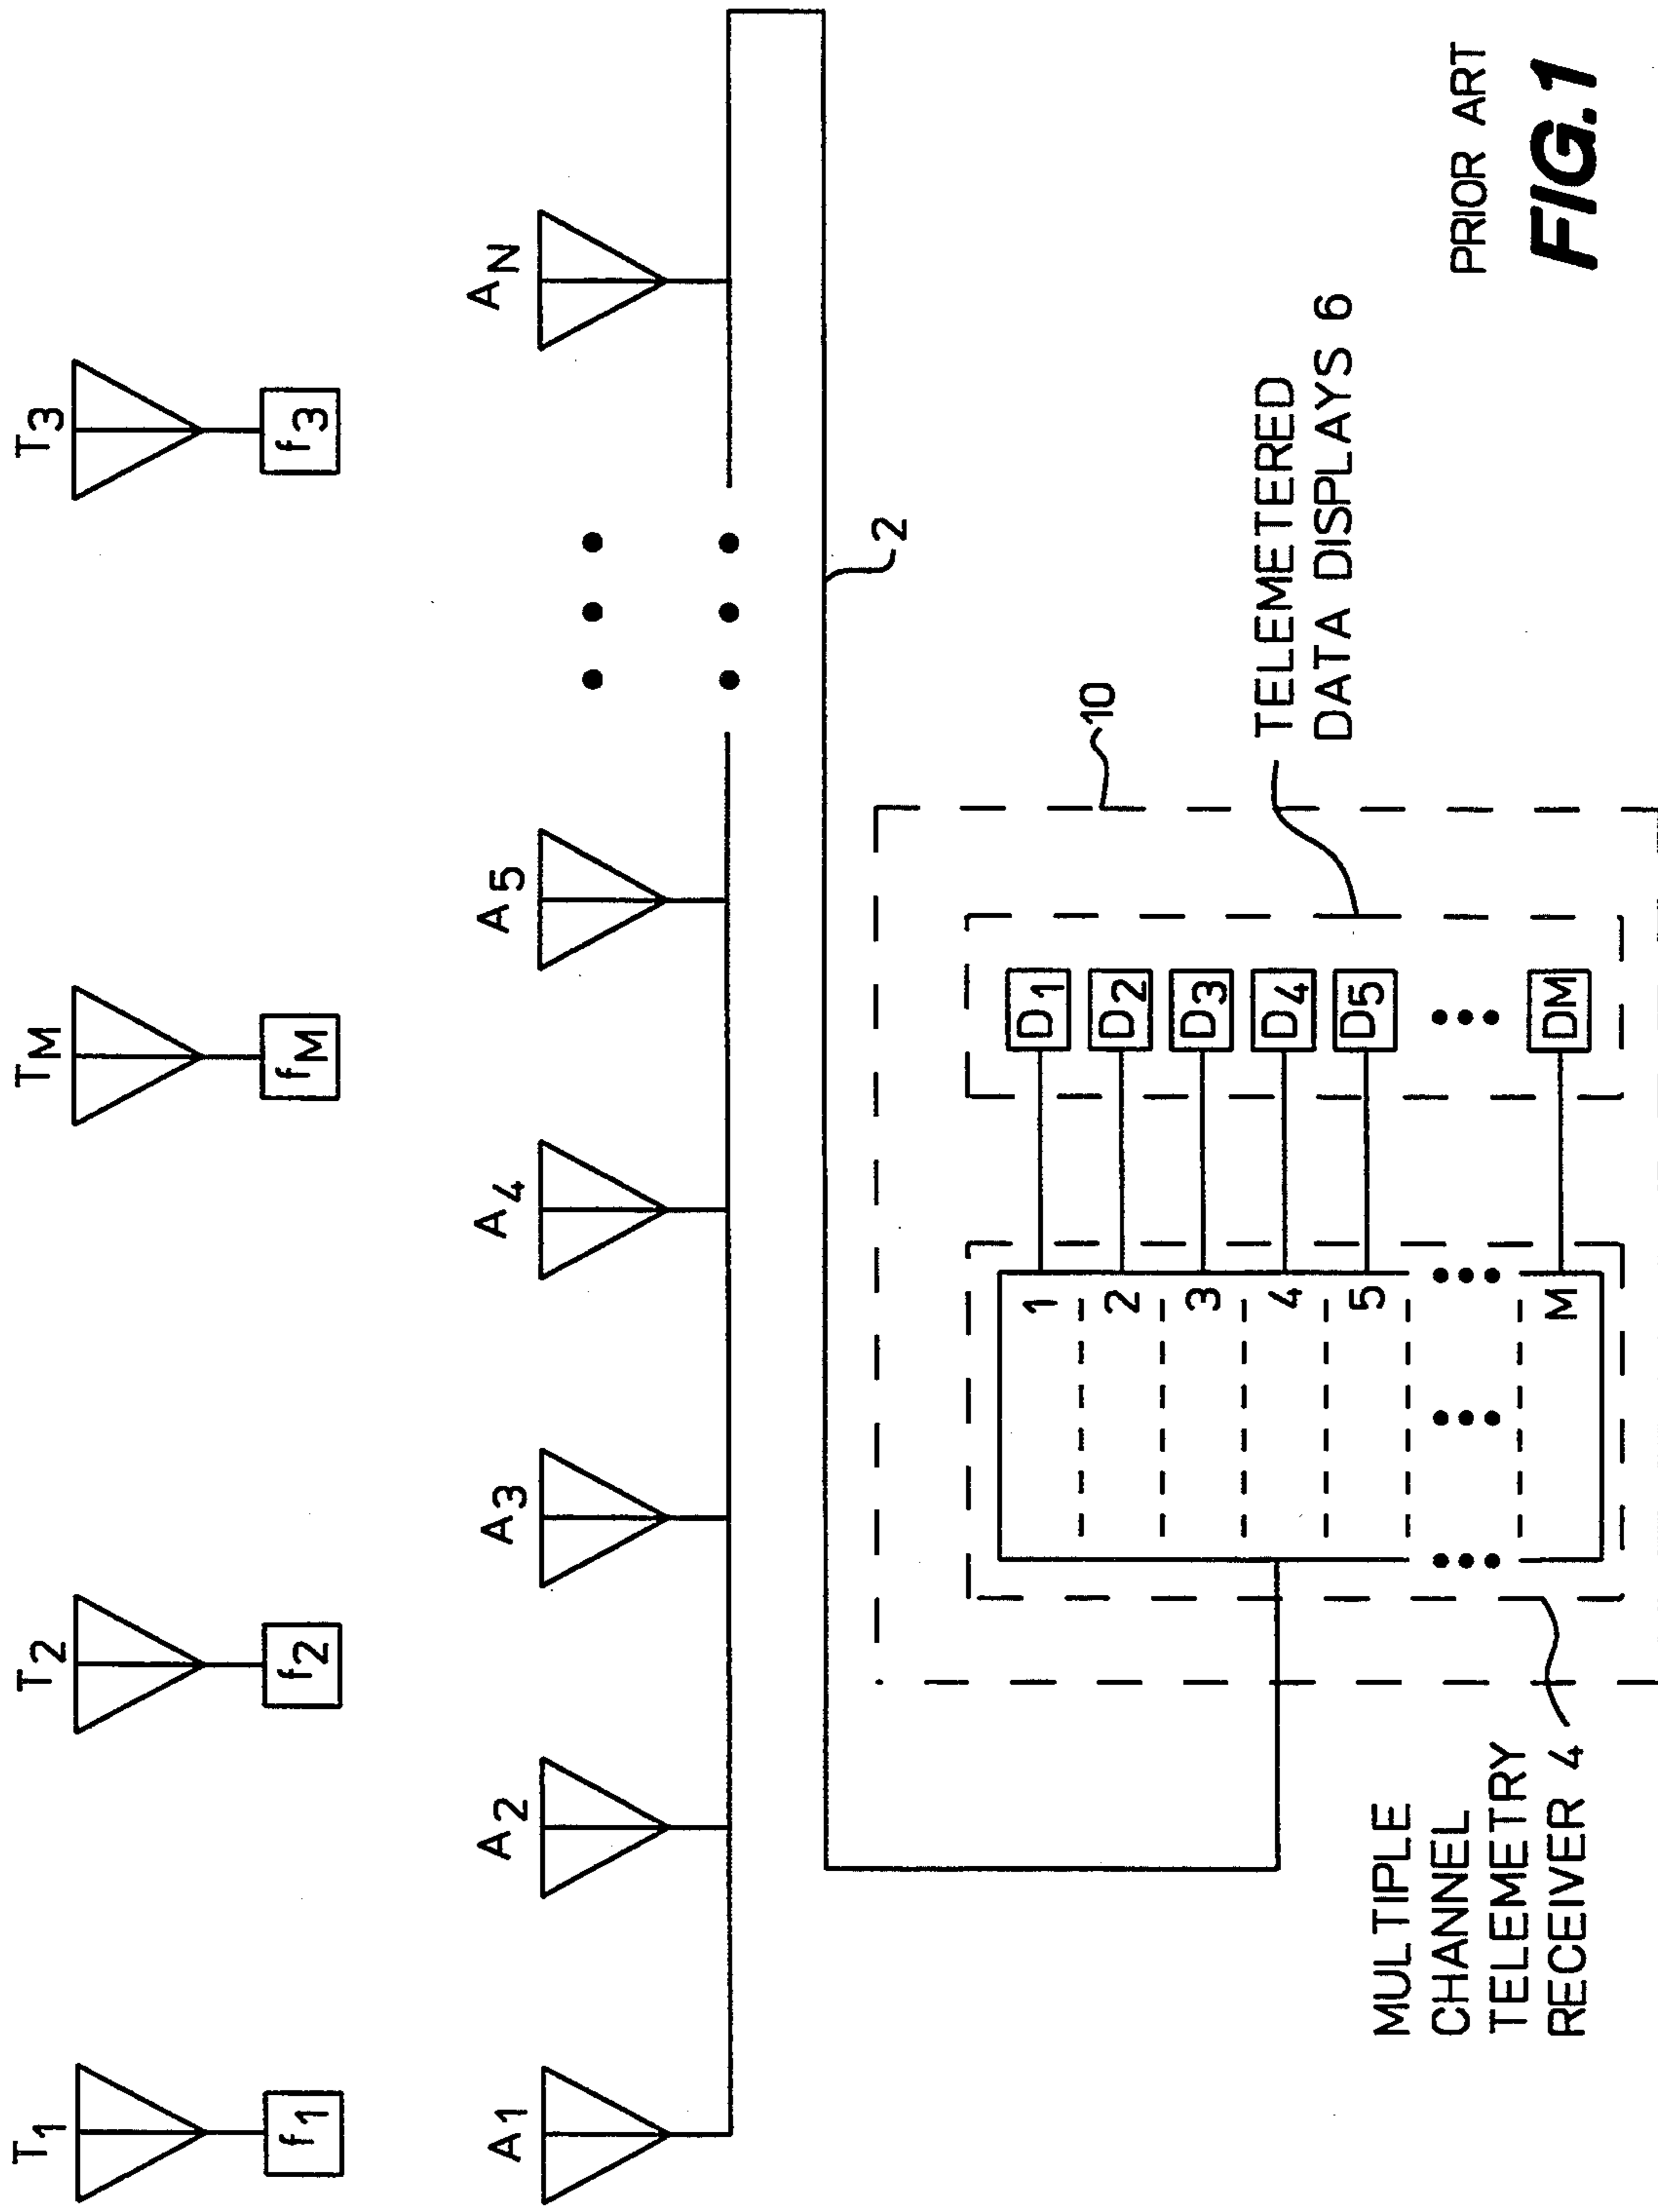 T1 T2 TM T3
f1 f2 fM f3
A1 A2 A3 A4 A5 AN
2
10
1 D1
2 D2
3 D3
4 D4
5 D5
M DM
TELEMETERED
DATA DISPLAYS 6
MULTIPLE
CHANNEL
TELEMETRY
RECEIVER 4
PRIOR ART
FIG.1